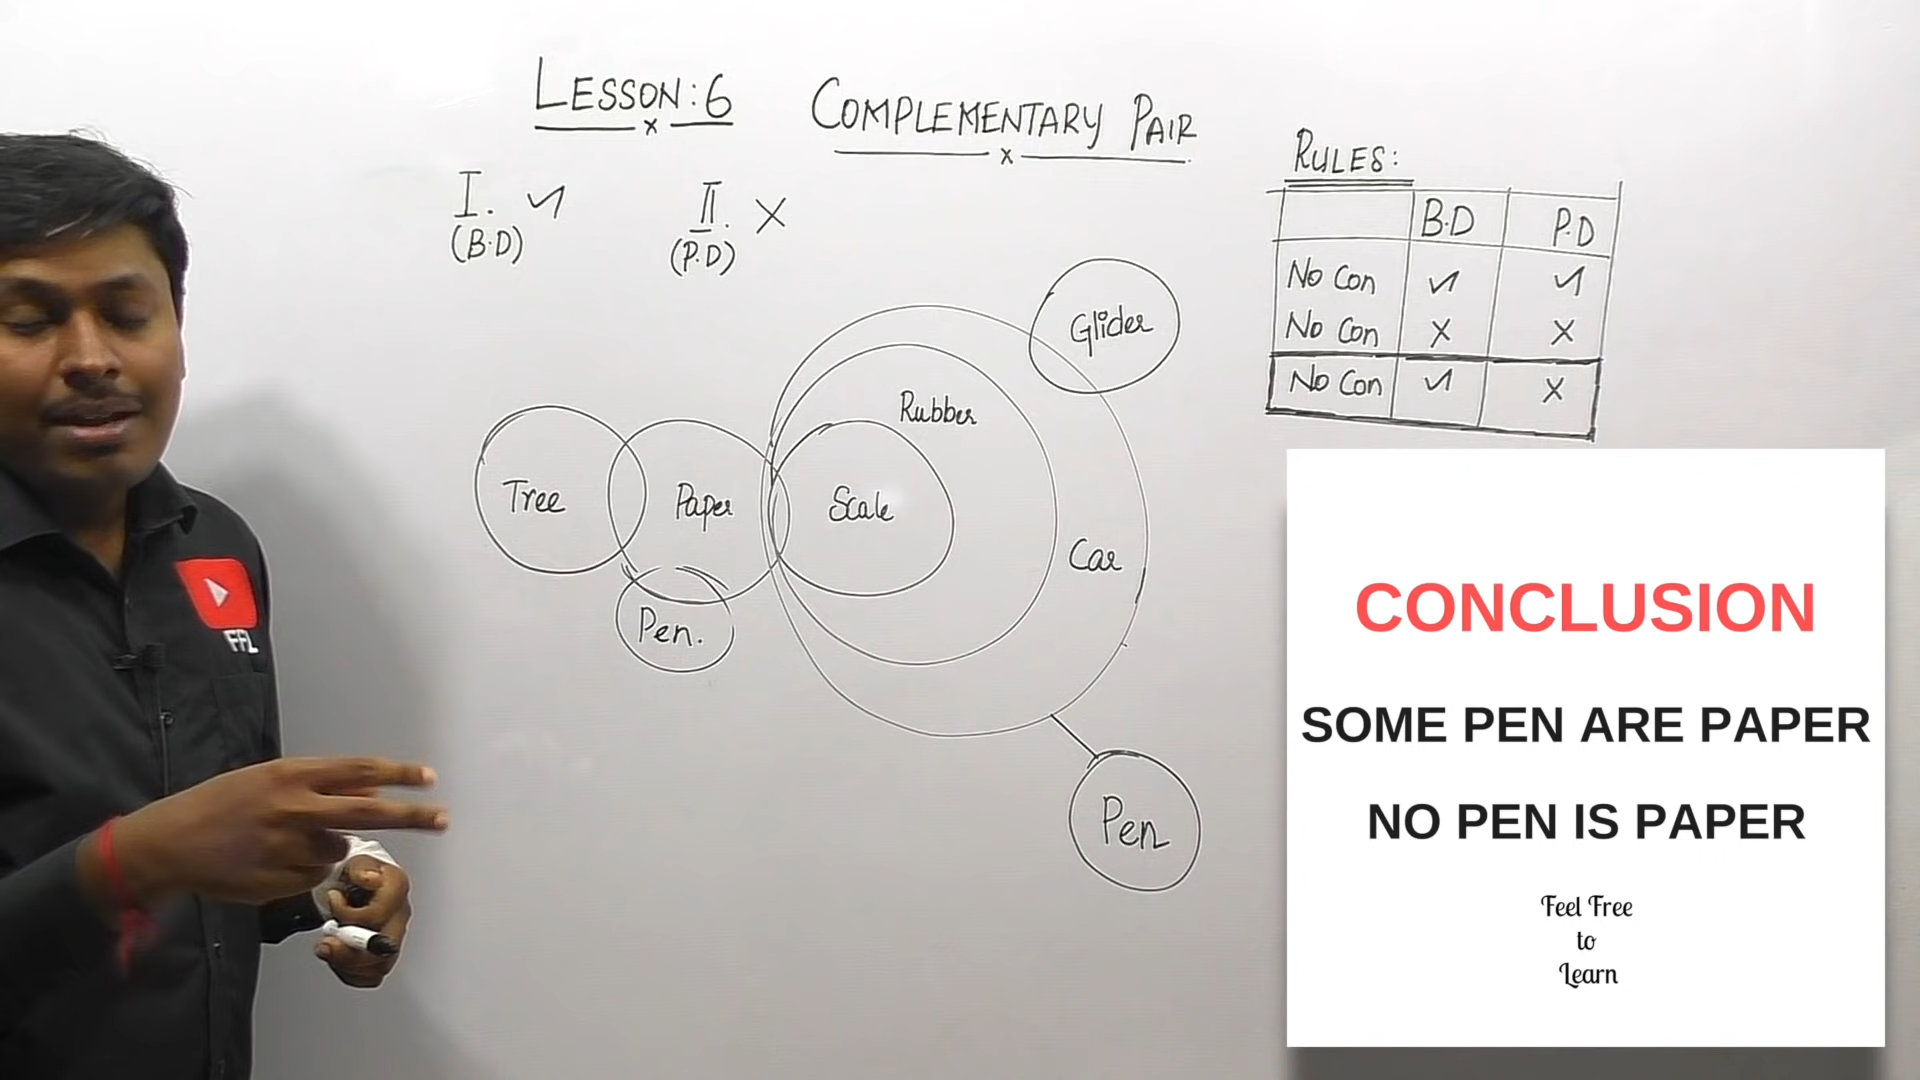 LESSON: 6
COMPLEMENTARY PAIR
I.
(B.D)
II.
(P.D)
RULES:
B.D P.D
No Con
No Con
No Con
Glider
Rubber
Tree
Paper
Scale
Car
Pen.
Pen
FFL
CONCLUSION
SOME PEN ARE PAPER
NO PEN IS PAPER
Feel Free
to
Learn